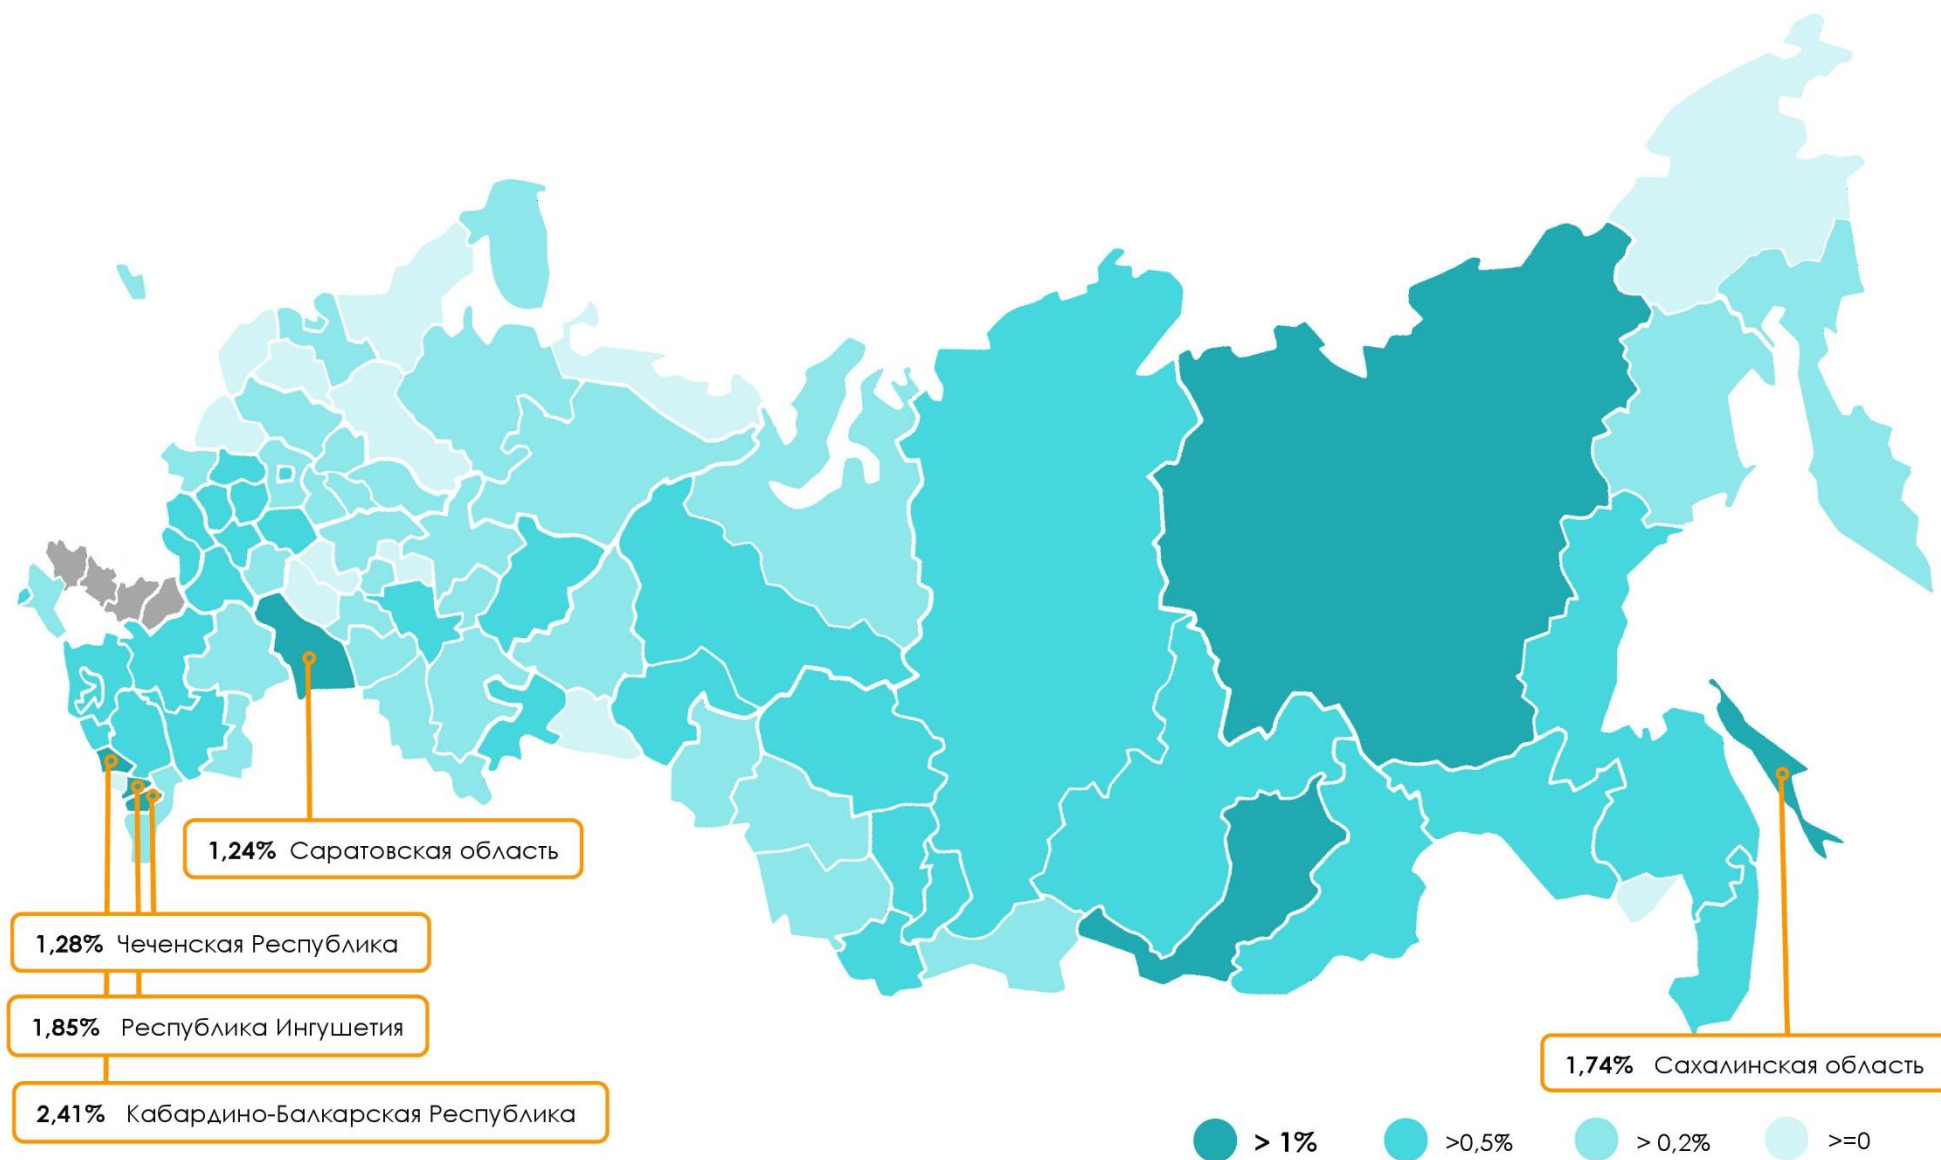 1,24% Саратовская область
1,28% Чеченская Республика
1,85% Республика Ингушетия
2,41% Кабардино-Балкарская Республика
1,74% Сахалинская область
> 1%
>0,5%
> 0,2%
>=0